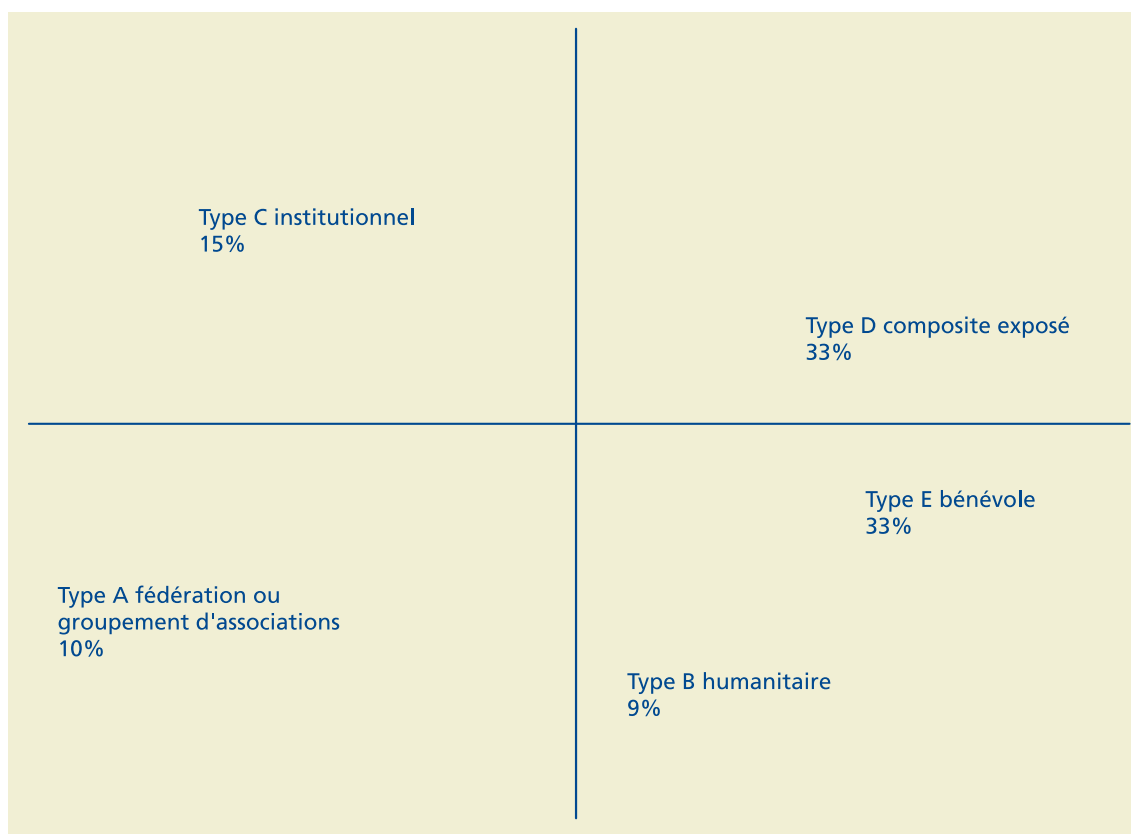 Type C institutionnel
15%
Type D composite exposé
33%
Type E bénévole
33%
Type A fédération ou
groupement d'associations
10%
Type B humanitaire
9%